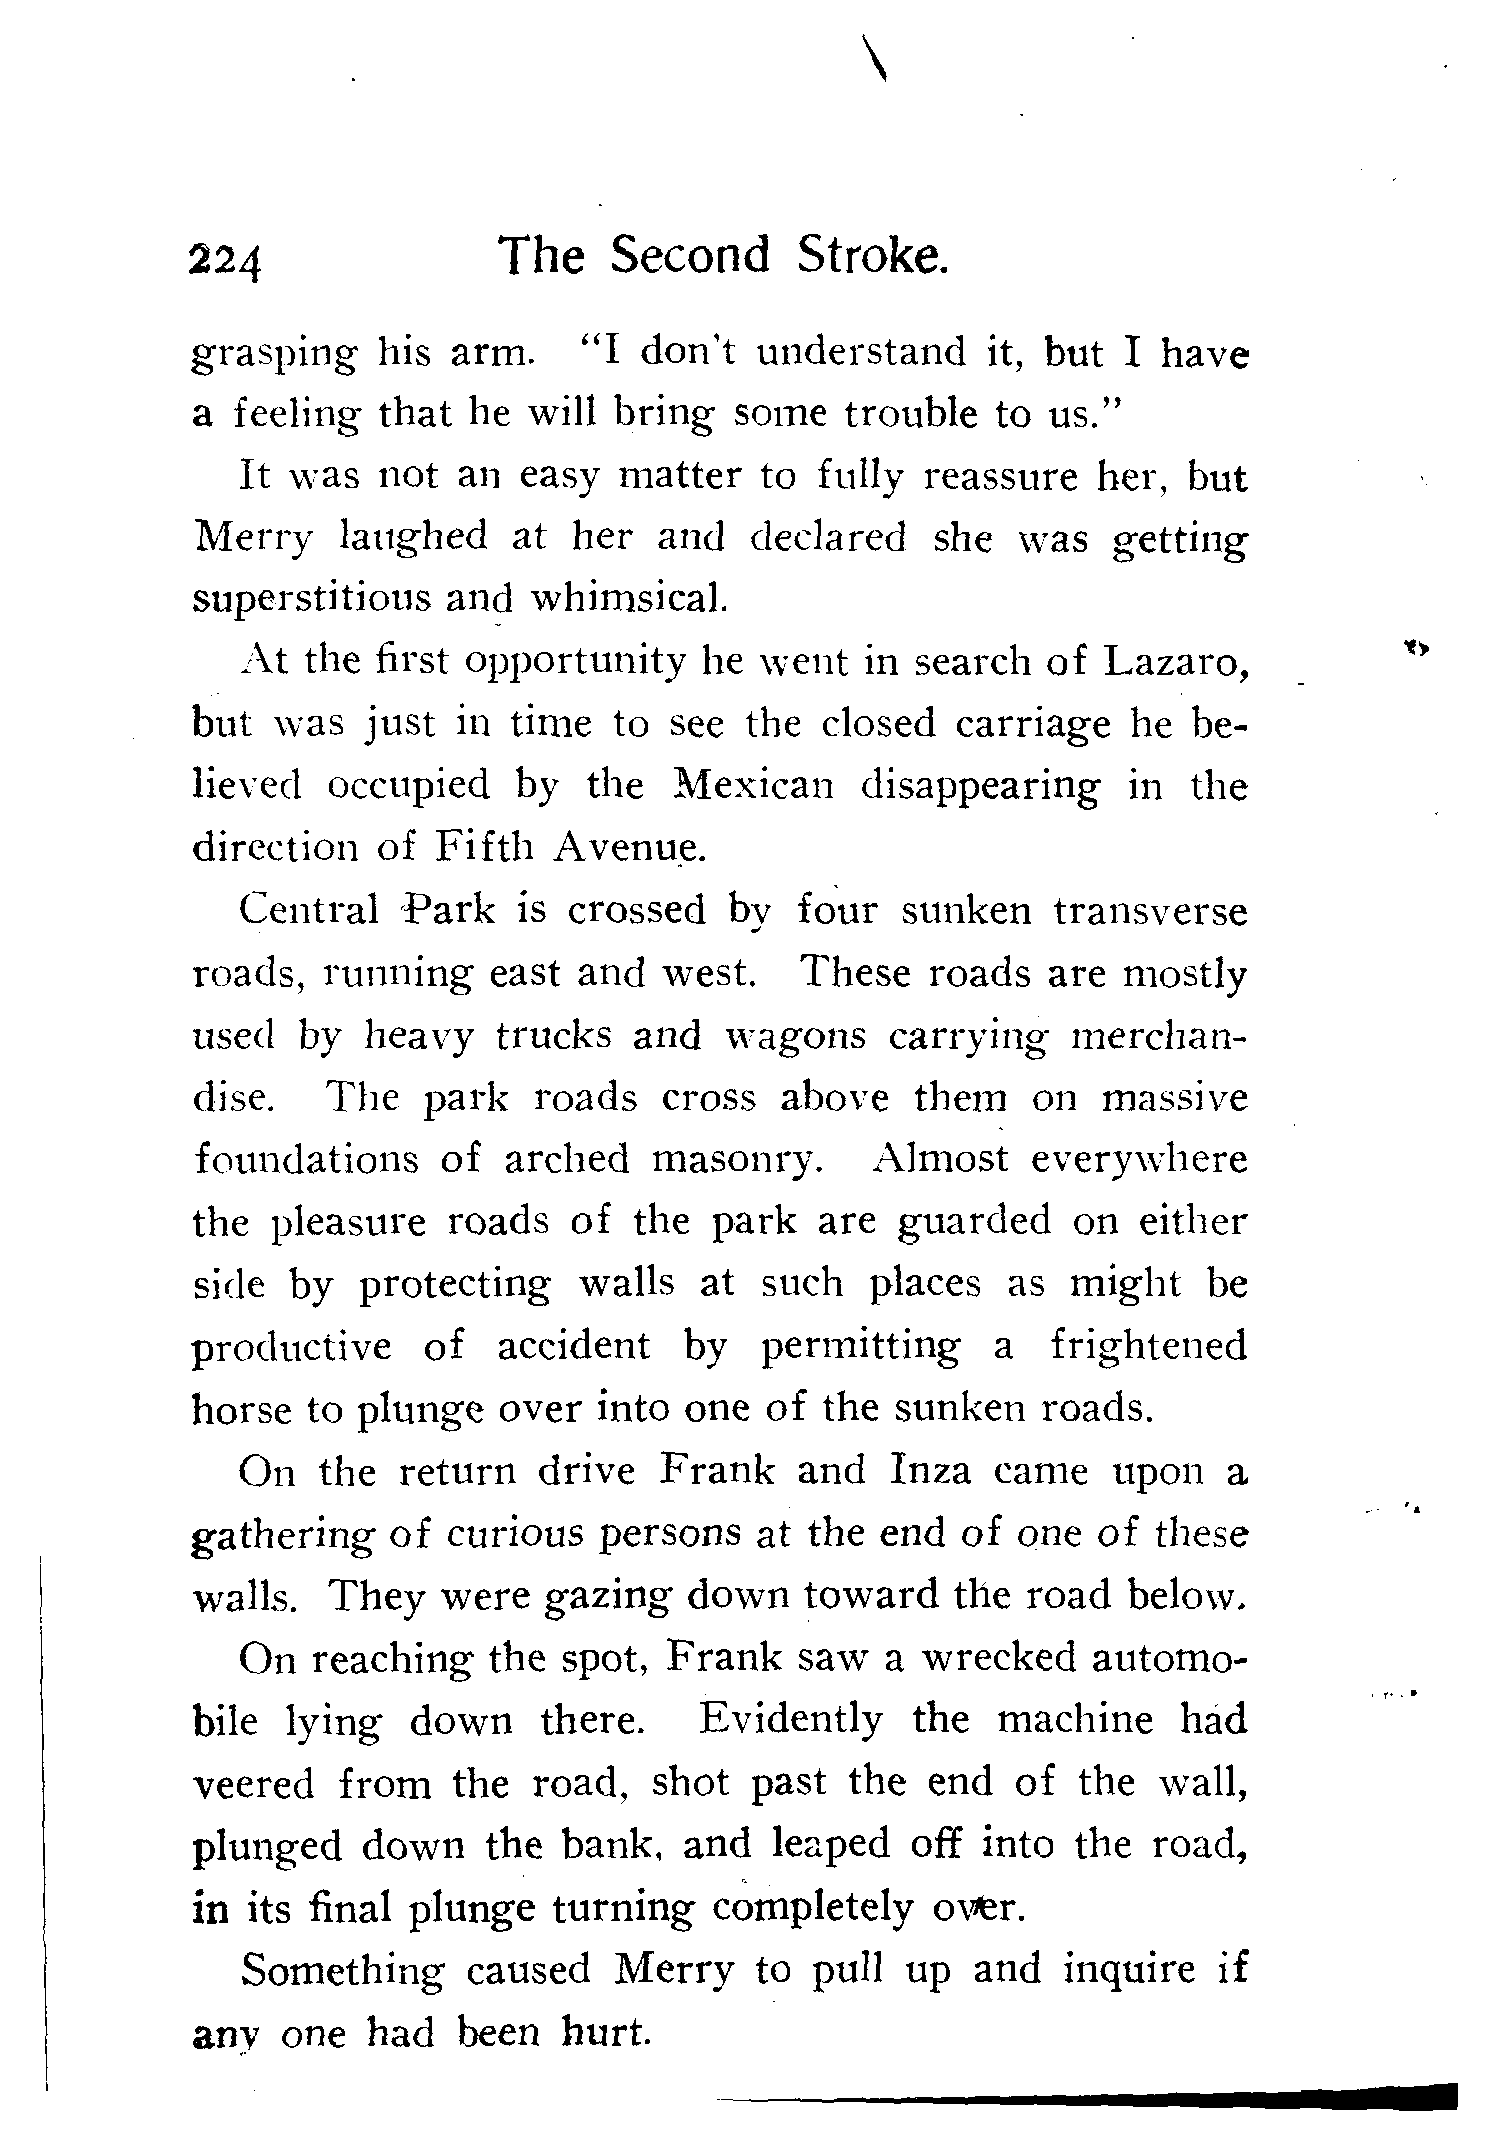 224 The Second Stroke.
grasping his arm. “I don't understand it, but I have
a feeling that he will bring some trouble to us.”
It was not an easy matter to fully reassure her, but
Merry laughed at her and declared she was getting
superstitious and whimsical.
At the first opportunity he went in search of Lazaro,
but was just in time to see the closed carriage he be-
lieved occupied by the Mexican disappearing in the
direction of Fifth Avenue.
Central Park is crossed by four sunken transverse
roads, running east and west. These roads are mostly
used by heavy trucks and wagons carrying merchan-
dise. The park roads cross above them on massive
foundations of arched masonry. Almost everywhere
the pleasure roads of the park are guarded on either
side by protecting walls at such places as might be
productive of accident by permitting a frightened
horse to plunge over into one of the sunken roads.
On the return drive Frank and Inza came upon a
gathering of curious persons at the end of one of these
walls. They were gazing down toward the road below.
On reaching the spot, Frank saw a wrecked automo-
bile lying down there. Evidently the machine had
veered from the road, shot past the end of the wall,
plunged down the bank, and leaped off into the road,
in its final plunge turning completely over.
Something caused Merry to pull up and inquire if
any one had been hurt.